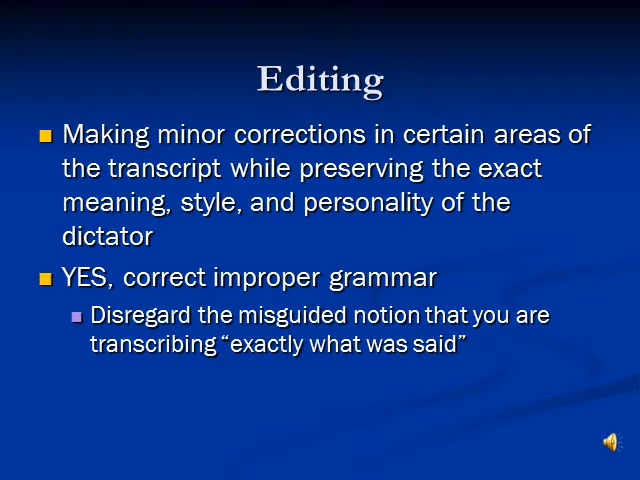 Editing
Making minor corrections in certain areas of
the transcript while preserving the exact
meaning, style, and personality of the
dictator
YES, correct improper grammar
Disregard the misguided notion that you are
transcribing “exactly what was said”